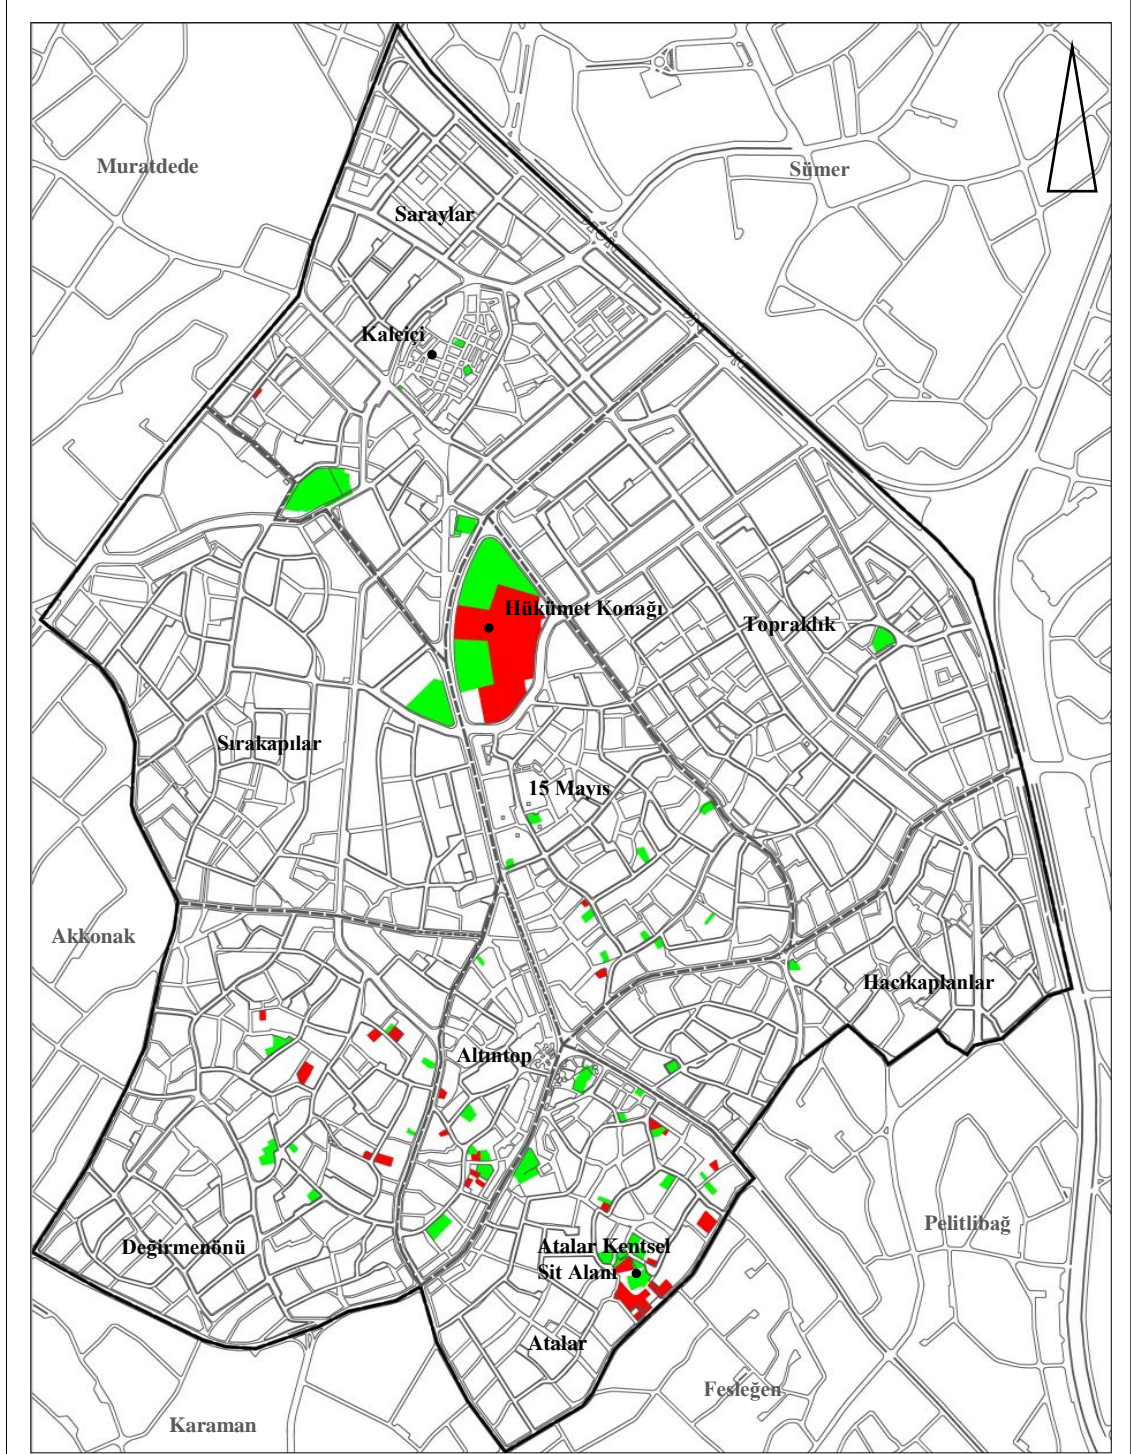 Muratdede
Sümer
Saraylar
Kaleiçi
Hükümet Konağı
Topraklık
Sırakapılar
15 Mayıs
Akkonak
Hacıkaplanlar
Altıntop
Pelitlibağ
Değirmenönü
Atalar Kentsel
Sit Alanı
Atalar
Fesleğen
Karaman